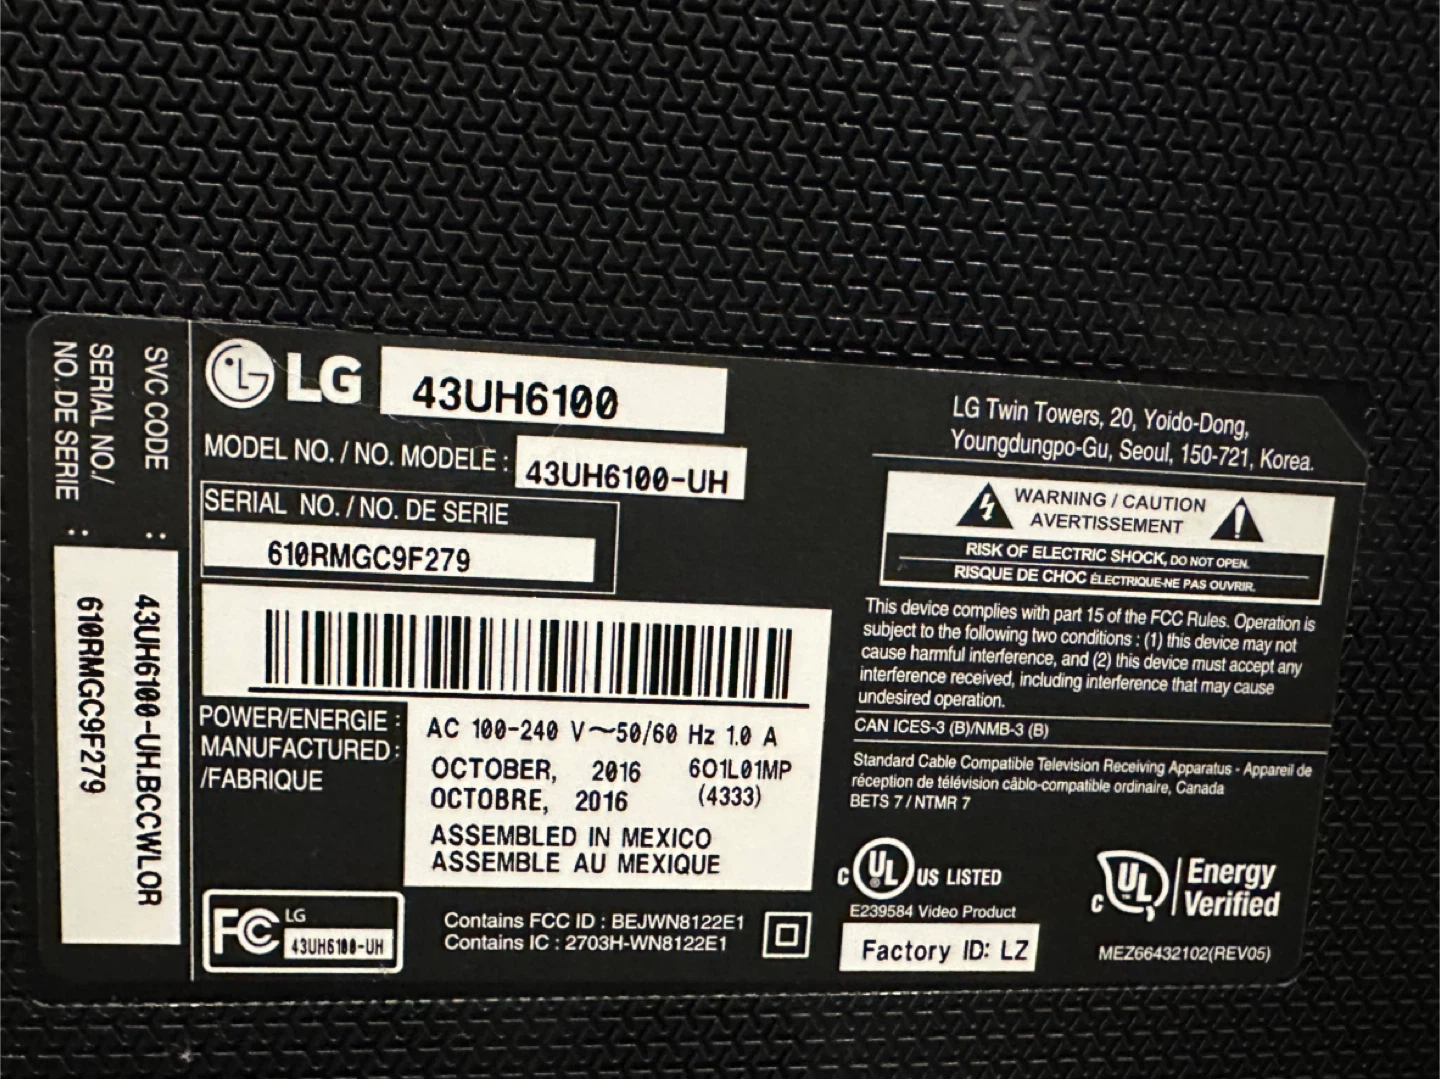 LG 43UH6100
MODEL NO. / NO. MODELE : 43UH6100-UH
SERIAL NO. / NO. DE SERIE
610RMGC9F279
POWER/ENERGIE : AC 100-240 V~50/60 Hz 1.0 A
MANUFACTURED : OCTOBER, 2016 601L01MP
/FABRIQUE OCTOBRE, 2016 (4333)
ASSEMBLED IN MEXICO
ASSEMBLE AU MEXIQUE
FC LG
43UH6100-UH
Contains FCC ID : BEJWN8122E1
Contains IC : 2703H-WN8122E1
SVC CODE : 43UH6100-UH.BCCWLOR
SERIAL NO./
NO. DE SERIE : 610RMGC9F279
LG Twin Towers, 20, Yoido-Dong,
Youngdungpo-Gu, Seoul, 150-721, Korea.
WARNING / CAUTION
AVERTISSEMENT
RISK OF ELECTRIC SHOCK, DO NOT OPEN.
RISQUE DE CHOC ÉLECTRIQUE-NE PAS OUVRIR.
This device complies with part 15 of the FCC Rules. Operation is
subject to the following two conditions : (1) this device may not
cause harmful interference, and (2) this device must accept any
interference received, including interference that may cause
undesired operation.
CAN ICES-3 (B)/NMB-3 (B)
Standard Cable Compatible Television Receiving Apparatus - Appareil de
réception de télévision câblo-compatible ordinaire, Canada
BETS 7 / NTMR 7
c UL ® US LISTED
E239584 Video Product
Factory ID: LZ
c UL ™ Energy
Verified
MEZ66432102(REV05)